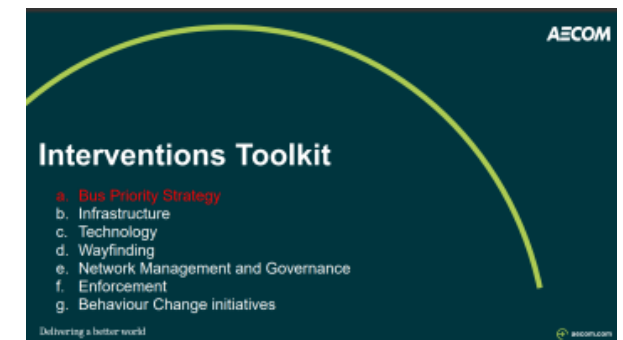 AECOM
Interventions Toolkit
a. Bus Priority Strategy
b. Infrastructure
c. Technology
d. Wayfinding
e. Network Management and Governance
f. Enforcement
g. Behaviour Change initiatives
Delivering a better world
aecom.com